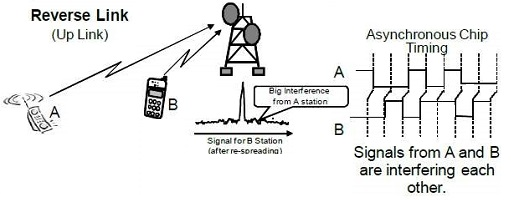 Reverse Link
(Up Link)
A
B
Big Interference
from A station
Signal for B Station
(after re-spreading)
Asynchronous Chip
Timing
A
B
Signals from A and B
are interfering each
other.